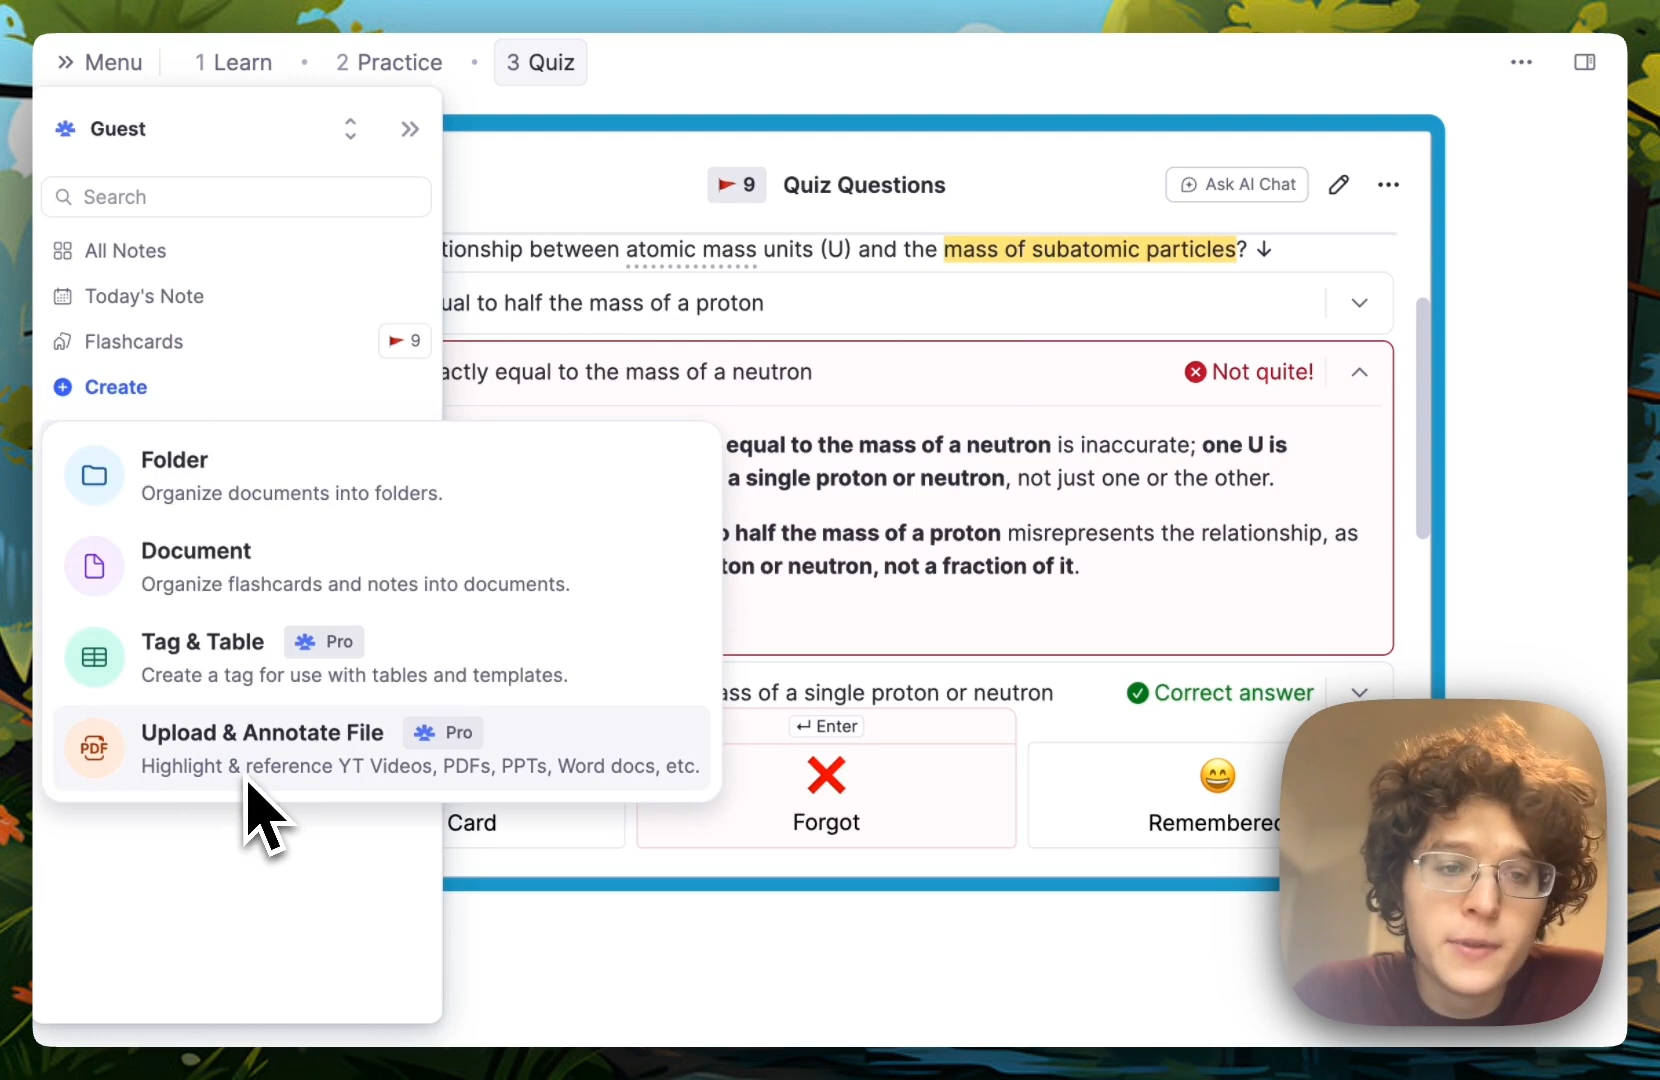 Menu 1 Learn • 2 Practice • 3 Quiz
Guest
Search
All Notes
Today's Note
Flashcards 9
Create
Folder
Organize documents into folders.
Document
Organize flashcards and notes into documents.
Tag & Table Pro
Create a tag for use with tables and templates.
PDF
Upload & Annotate File Pro
Highlight & reference YT Videos, PDFs, PPTs, Word docs, etc.
9 Quiz Questions Ask AI Chat
tionship between atomic mass units (U) and the mass of subatomic particles? ↓
ual to half the mass of a proton
actly equal to the mass of a neutron Not quite!
equal to the mass of a neutron is inaccurate; one U is
a single proton or neutron, not just one or the other.
half the mass of a proton misrepresents the relationship, as
ton or neutron, not a fraction of it.
ass of a single proton or neutron Correct answer
↵ Enter
Card
Forgot
Remembered